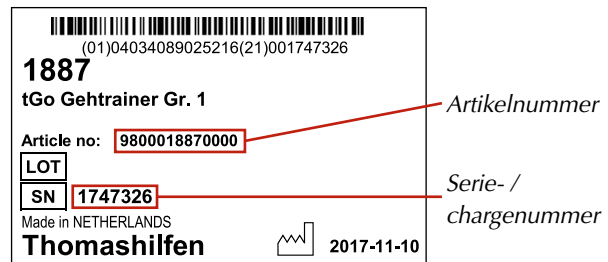 (01)04034089025216(21)001747326
1887
tGo Gehtrainer Gr. 1
Article no: 9800018870000
Artikelnummer
LOT
SN 1747326
Serie- /
chargenummer
Made in NETHERLANDS
Thomashilfen 2017-11-10